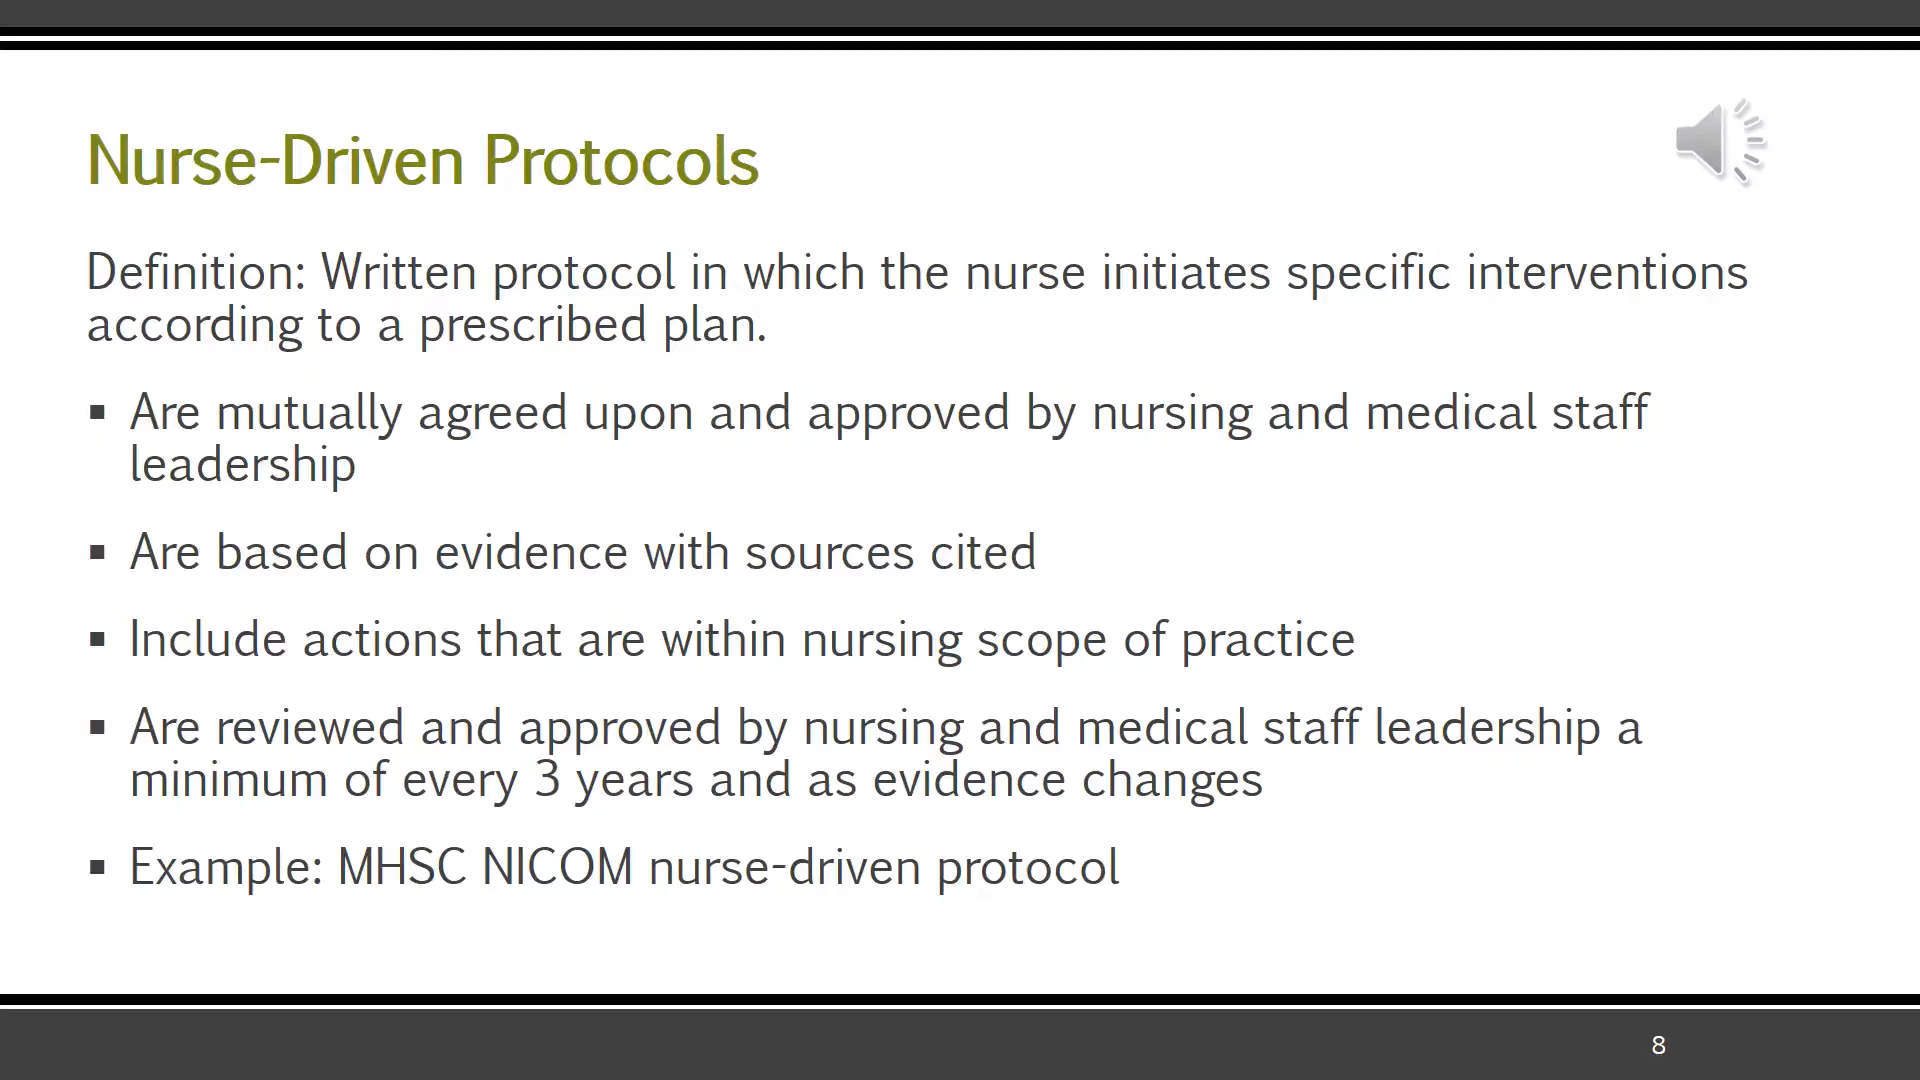 Nurse-Driven Protocols
Definition: Written protocol in which the nurse initiates specific interventions
according to a prescribed plan.
▪ Are mutually agreed upon and approved by nursing and medical staff
leadership
▪ Are based on evidence with sources cited
▪ Include actions that are within nursing scope of practice
▪ Are reviewed and approved by nursing and medical staff leadership a
minimum of every 3 years and as evidence changes
▪ Example: MHSC NICOM nurse-driven protocol
8